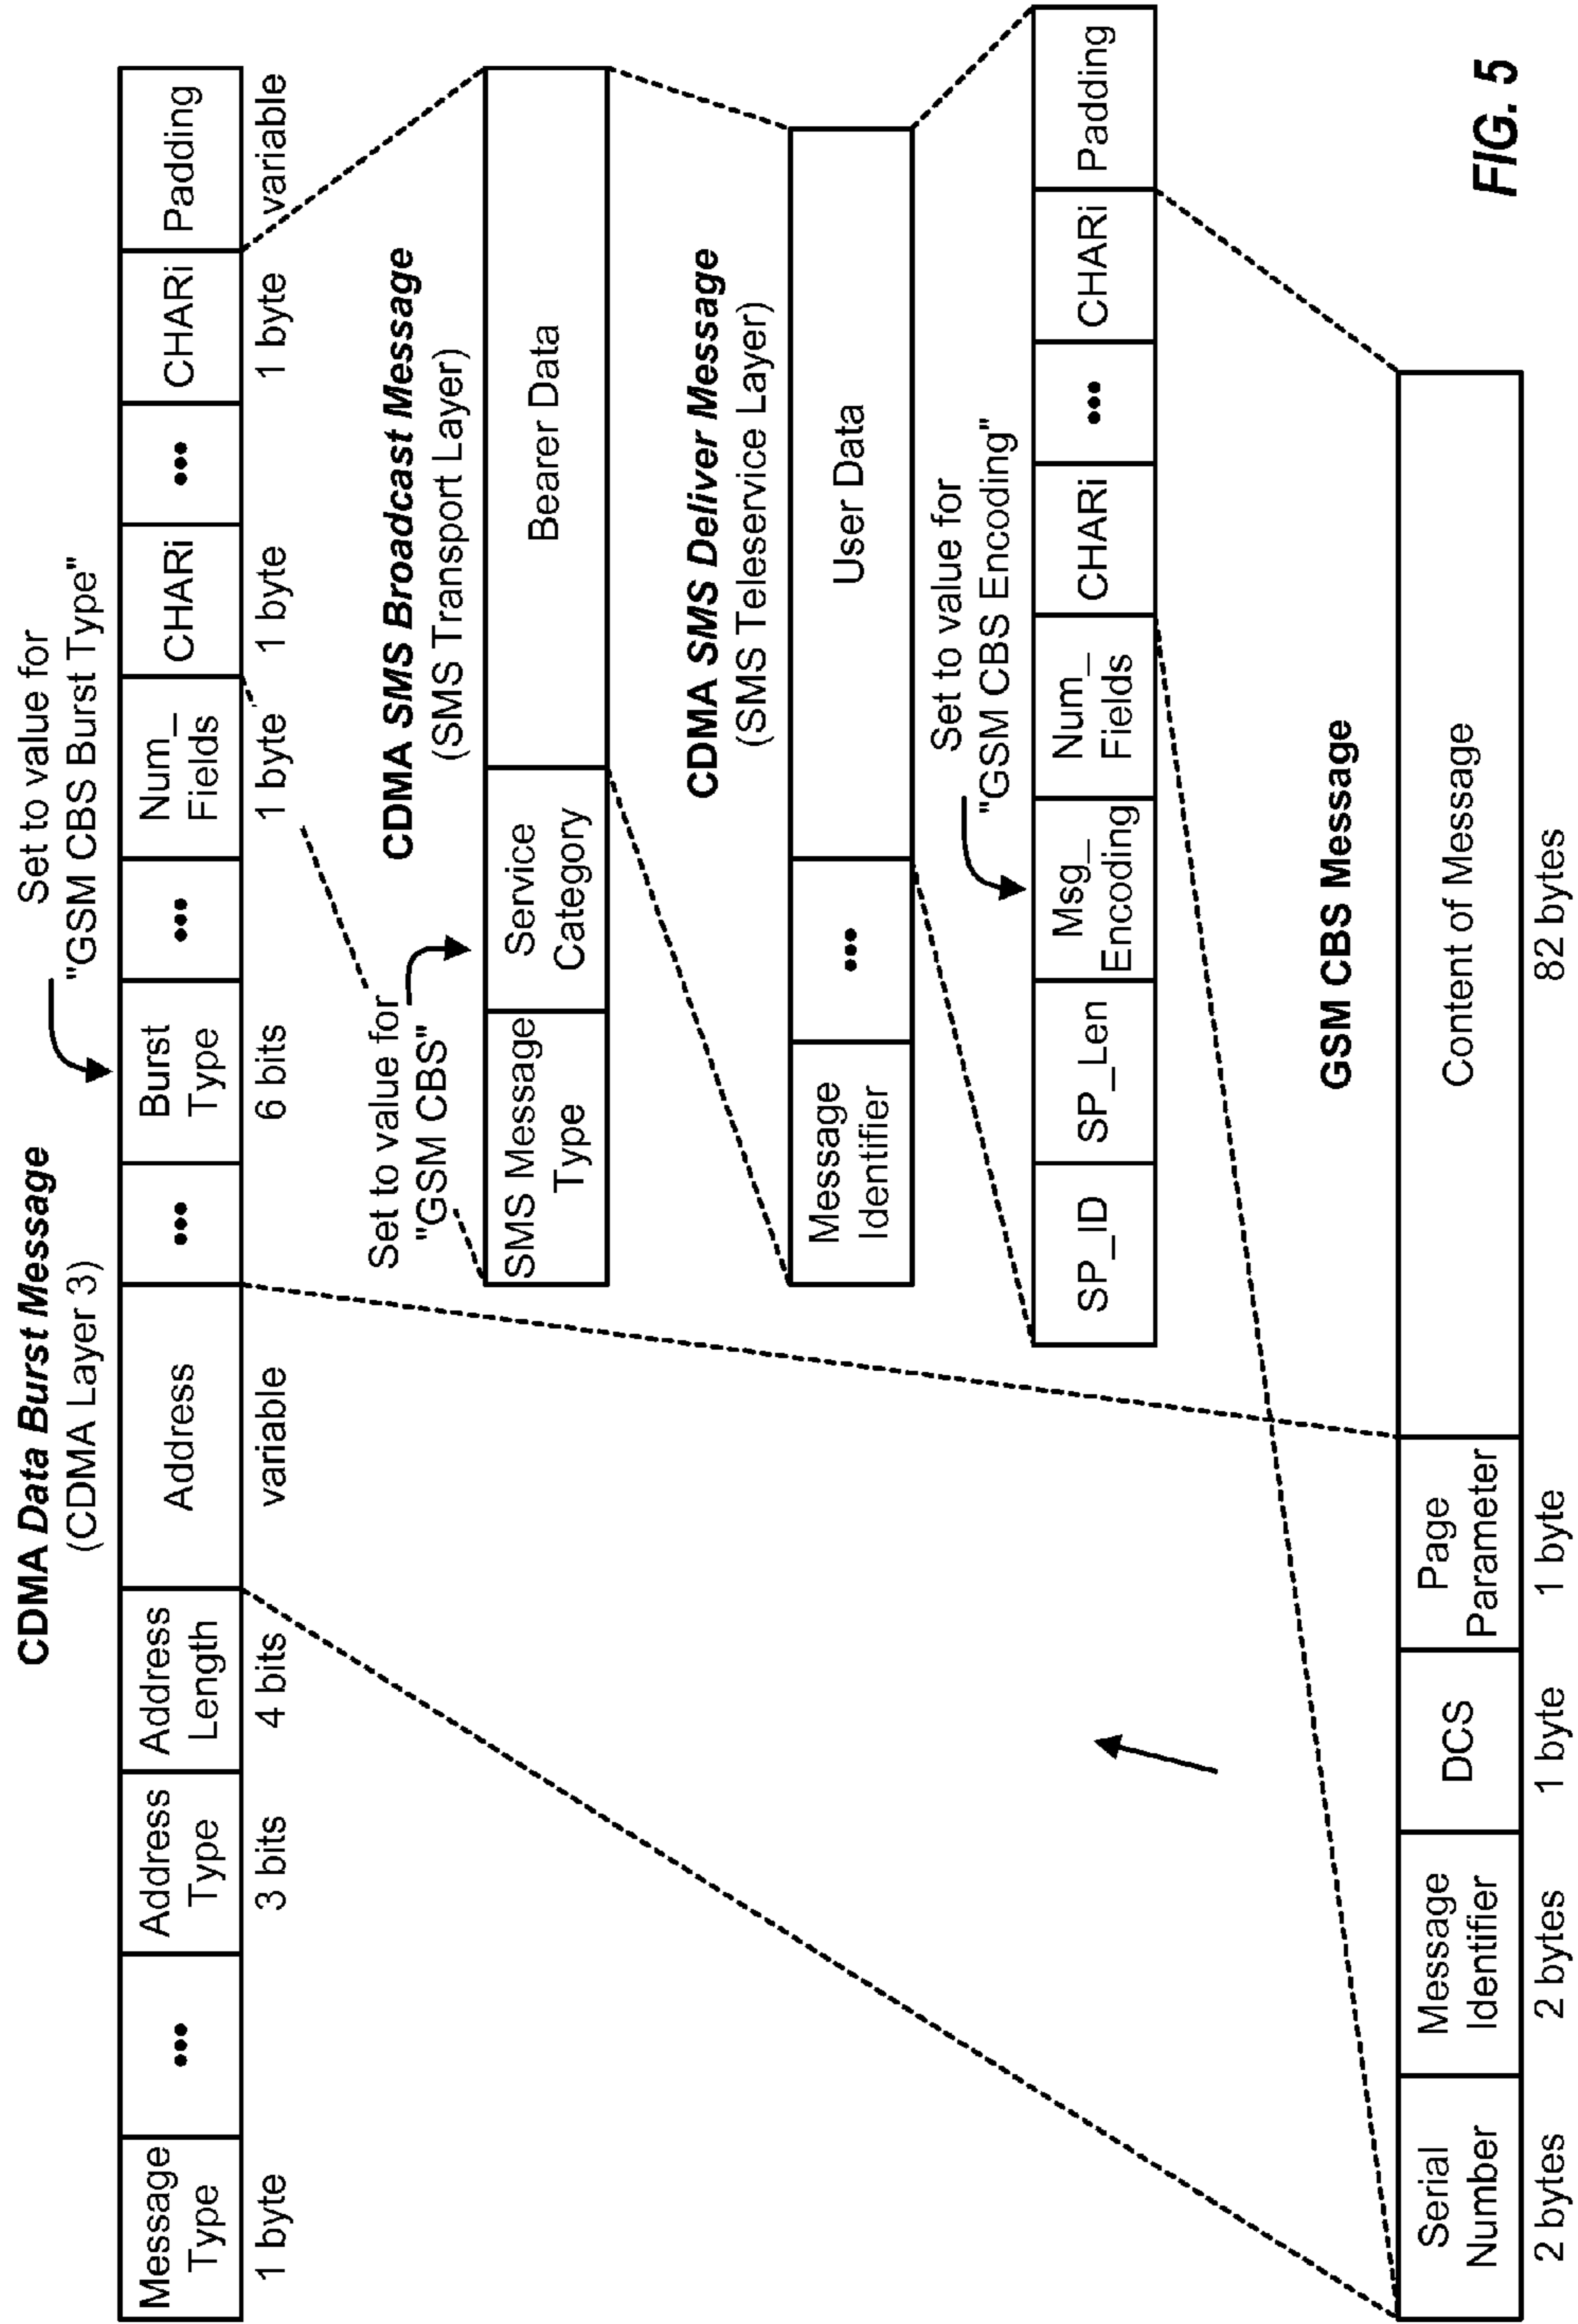 CDMA Data Burst Message
(CDMA Layer 3)
Set to value for
"GSM CBS Burst Type"
Message
Type
•••
Address
Type
Address
Length
Address
•••
Burst
Type
•••
Num_
Fields
CHARi
•••
CHARi
Padding
1 byte
3 bits
4 bits
variable
6 bits
1 byte
1 byte
1 byte
variable
Set to value for
"GSM CBS"
CDMA SMS Broadcast Message
(SMS Transport Layer)
SMS Message
Type
Service
Category
Bearer Data
CDMA SMS Deliver Message
(SMS Teleservice Layer)
Message
Identifier
•••
User Data
Set to value for
"GSM CBS Encoding"
SP_ID
SP_Len
Msg_
Encoding
Num_
Fields
CHARi
•••
CHARi
Padding
GSM CBS Message
Serial
Number
Message
Identifier
DCS
Page
Parameter
Content of Message
2 bytes
2 bytes
1 byte
1 byte
82 bytes
FIG. 5